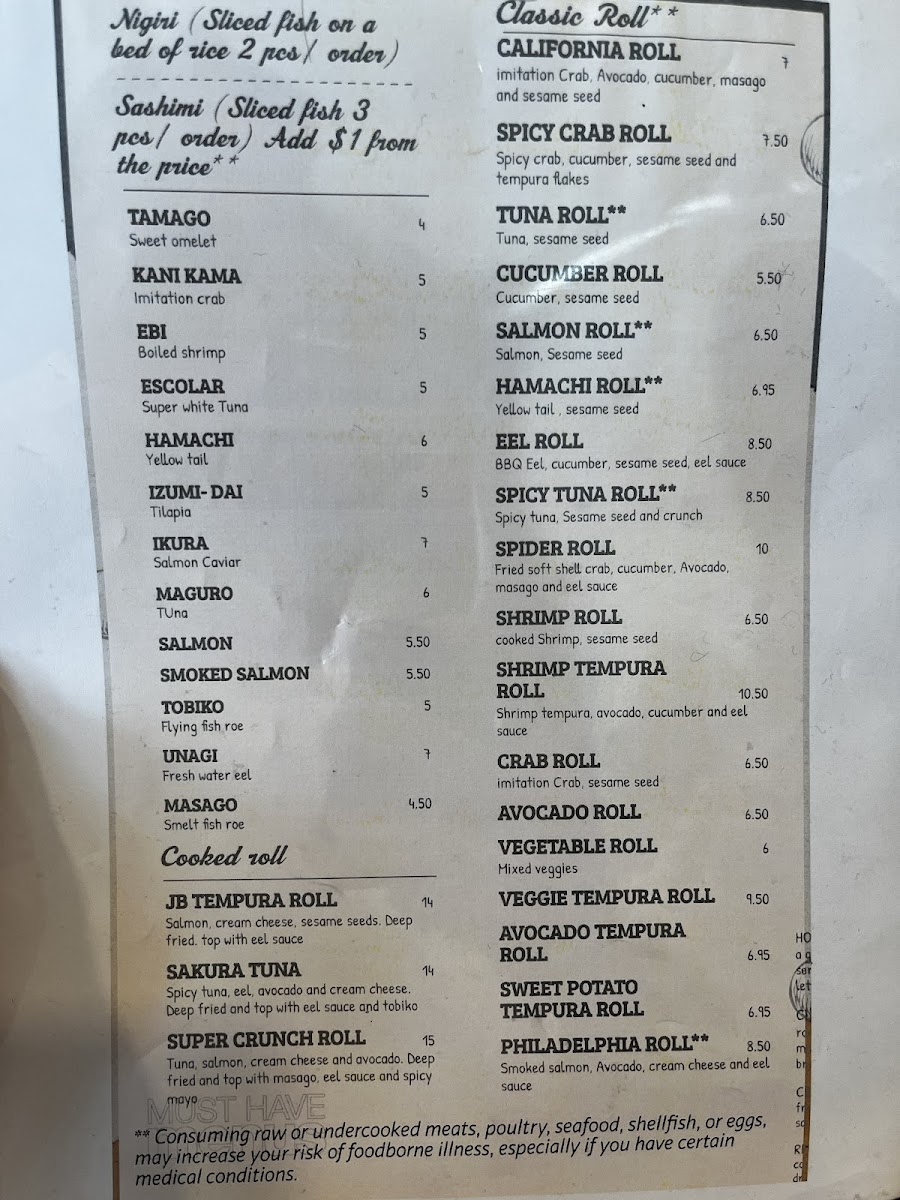 Nigiri (Sliced fish on a
bed of rice 2 pcs/ order)
Sashimi (Sliced fish 3
pcs/ order) Add $1 from
the price**
TAMAGO 4
Sweet omelet
KANI KAMA 5
Imitation crab
EBI 5
Boiled shrimp
ESCOLAR 5
Super white Tuna
HAMACHI 6
Yellow tail
IZUMI- DAI 5
Tilapia
IKURA 7
Salmon Caviar
MAGURO 6
TUna
SALMON 5.50
SMOKED SALMON 5.50
TOBIKO 5
Flying fish roe
UNAGI 7
Fresh water eel
MASAGO 4.50
Smelt fish roe
Cooked roll
JB TEMPURA ROLL 14
Salmon, cream cheese, sesame seeds. Deep
fried. top with eel sauce
SAKURA TUNA 14
Spicy tuna, eel, avocado and cream cheese.
Deep fried and top with eel sauce and tobiko
SUPER CRUNCH ROLL 15
Tuna, salmon, cream cheese and avocado. Deep
fried and top with masago, eel sauce and spicy
mayo
MUST HAVE
Classic Roll**
CALIFORNIA ROLL 7
imitation Crab, Avocado, cucumber, masago
and sesame seed
SPICY CRAB ROLL 7.50
Spicy crab, cucumber, sesame seed and
tempura flakes
TUNA ROLL** 6.50
Tuna, sesame seed
CUCUMBER ROLL 5.50
Cucumber, sesame seed
SALMON ROLL** 6.50
Salmon, Sesame seed
HAMACHI ROLL** 6.95
Yellow tail , sesame seed
EEL ROLL 8.50
BBQ Eel, cucumber, sesame seed, eel sauce
SPICY TUNA ROLL** 8.50
Spicy tuna, Sesame seed and crunch
SPIDER ROLL 10
Fried soft shell crab, cucumber, Avocado,
masago and eel sauce
SHRIMP ROLL 6.50
cooked Shrimp, sesame seed
SHRIMP TEMPURA
ROLL 10.50
Shrimp tempura, avocado, cucumber and eel
sauce
CRAB ROLL 6.50
imitation Crab, sesame seed
AVOCADO ROLL 6.50
VEGETABLE ROLL 6
Mixed veggies
VEGGIE TEMPURA ROLL 9.50
AVOCADO TEMPURA
ROLL 6.95
SWEET POTATO
TEMPURA ROLL 6.95
PHILADELPHIA ROLL** 8.50
Smoked salmon, Avocado, cream cheese and eel
sauce
** Consuming raw or undercooked meats, poultry, seafood, shellfish, or eggs,
may increase your risk of foodborne illness, especially if you have certain
medical conditions.